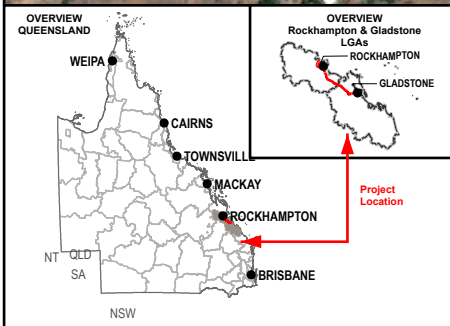 OVERVIEW
QUEENSLAND
WEIPA
CAIRNS
TOWNSVILLE
MACKAY
ROCKHAMPTON
BRISBANE
NT
QLD
SA
NSW
OVERVIEW
Rockhampton & Gladstone
LGAs
ROCKHAMPTON
GLADSTONE
Project
Location